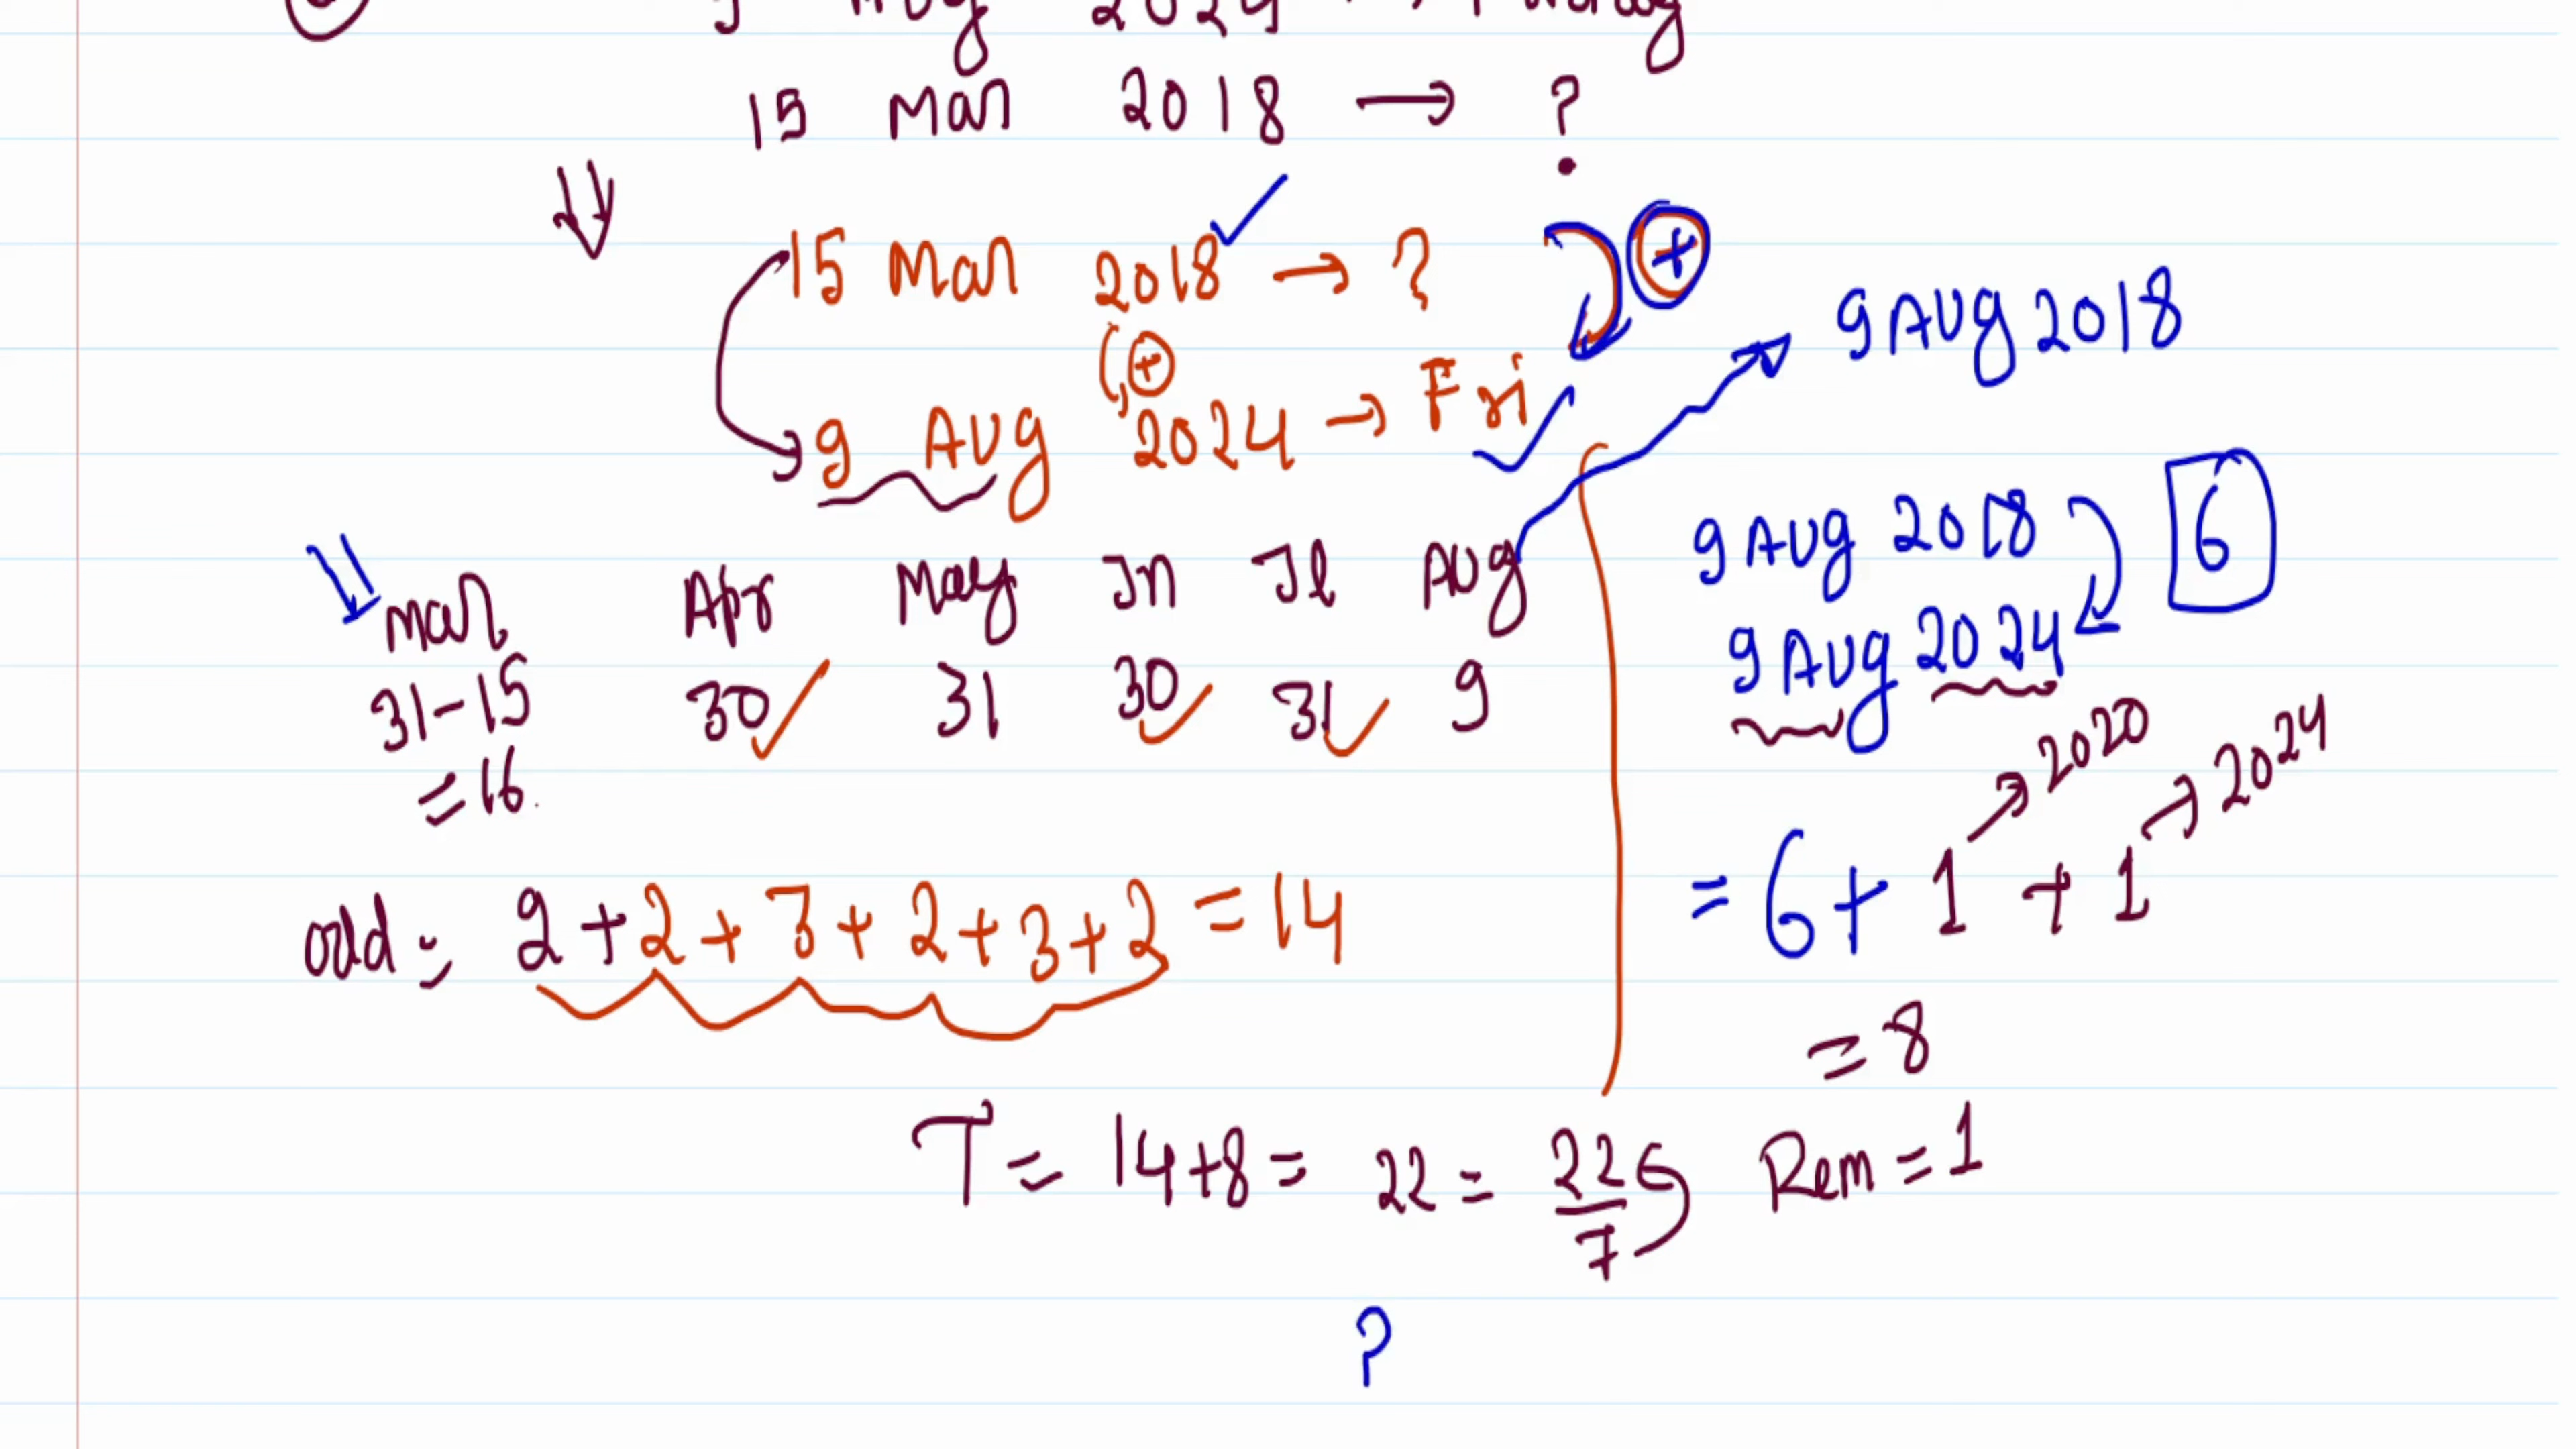 15 Mar 2018 → ?
15 Mar 2018 → ? +
(+)
9 Aug 2024 → Fri
9 Aug 2018
9 Aug 2018 6
9 Aug 2024
Mar Apr May Jn Jl Aug
31-15 30 31 30 31 9
=16
→2020 →2024
= 6 + 1 + 1
odd = 2+2+3+2+3+2 = 14
= 8
T = 14+8 = 22 = 22/7 Rem = 1
?